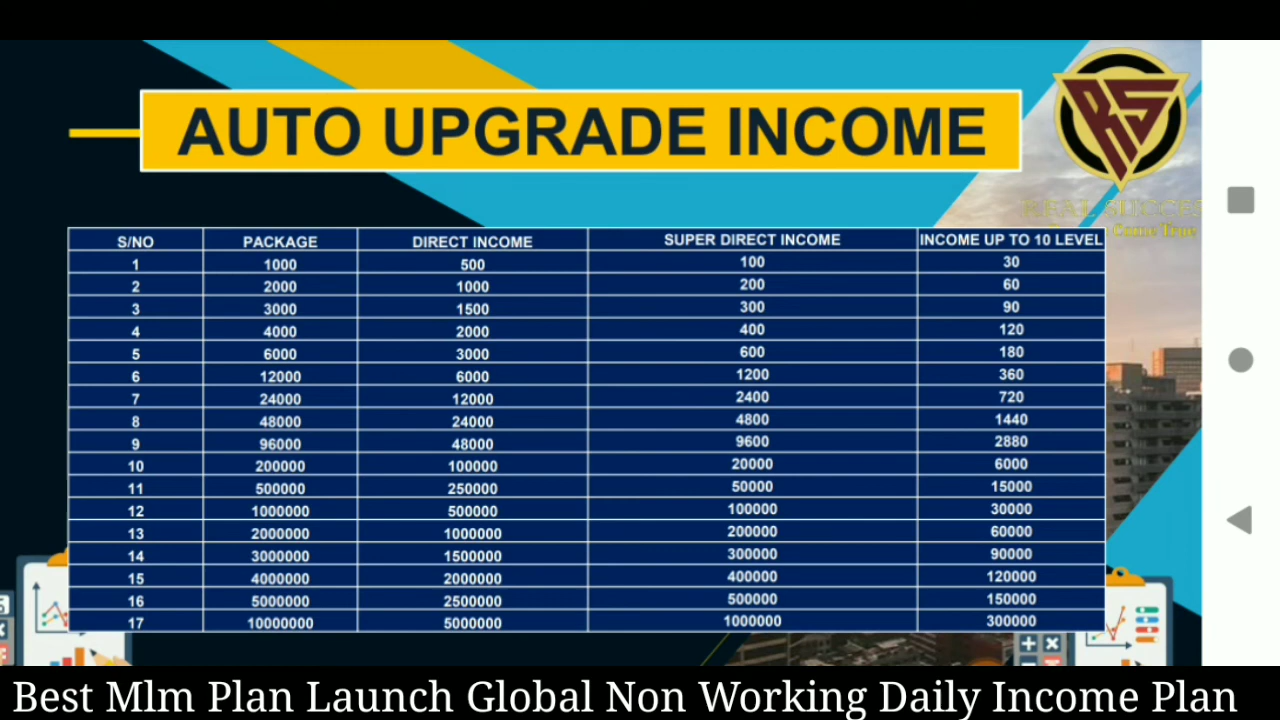 AUTO UPGRADE INCOME
RS
S/NO PACKAGE DIRECT INCOME SUPER DIRECT INCOME INCOME UP TO 10 LEVEL
1 1000 500 100 30
2 2000 1000 200 60
3 3000 1500 300 90
4 4000 2000 400 120
5 6000 3000 600 180
6 12000 6000 1200 360
7 24000 12000 2400 720
8 48000 24000 4800 1440
9 96000 48000 9600 2880
10 200000 100000 20000 6000
11 500000 250000 50000 15000
12 1000000 500000 100000 30000
13 2000000 1000000 200000 60000
14 3000000 1500000 300000 90000
15 4000000 2000000 400000 120000
16 5000000 2500000 500000 150000
17 10000000 5000000 1000000 300000
Best Mlm Plan Launch Global Non Working Daily Income Plan